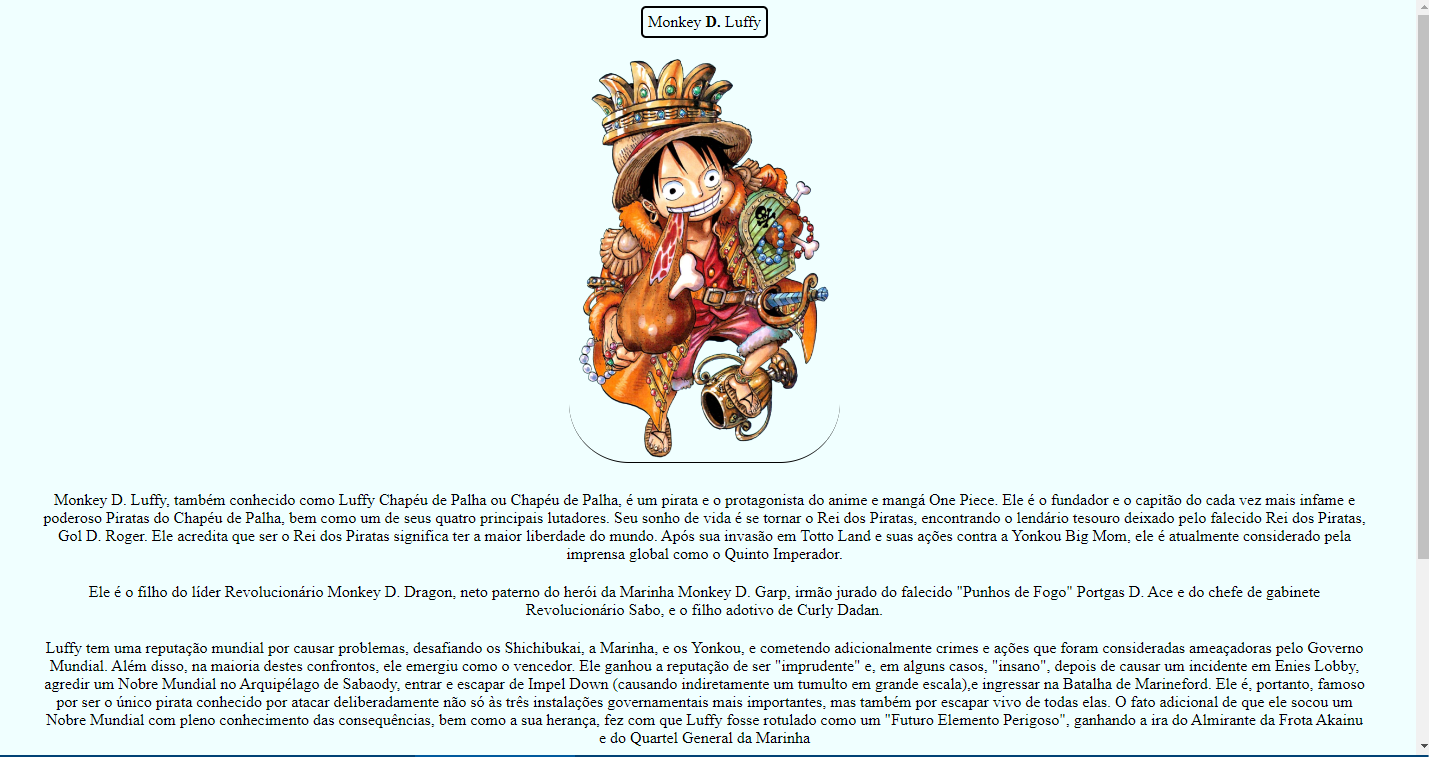 Monkey D. Luffy
Monkey D. Luffy, também conhecido como Luffy Chapéu de Palha ou Chapéu de Palha, é um pirata e o protagonista do anime e mangá One Piece. Ele é o fundador e o capitão do cada vez mais infame e
poderoso Piratas do Chapéu de Palha, bem como um de seus quatro principais lutadores. Seu sonho de vida é se tornar o Rei dos Piratas, encontrando o lendário tesouro deixado pelo falecido Rei dos Piratas,
Gol D. Roger. Ele acredita que ser o Rei dos Piratas significa ter a maior liberdade do mundo. Após sua invasão em Totto Land e suas ações contra a Yonkou Big Mom, ele é atualmente considerado pela
imprensa global como o Quinto Imperador.
Ele é o filho do líder Revolucionário Monkey D. Dragon, neto paterno do herói da Marinha Monkey D. Garp, irmão jurado do falecido "Punhos de Fogo" Portgas D. Ace e do chefe de gabinete
Revolucionário Sabo, e o filho adotivo de Curly Dadan.
Luffy tem uma reputação mundial por causar problemas, desafiando os Shichibukai, a Marinha, e os Yonkou, e cometendo adicionalmente crimes e ações que foram consideradas ameaçadoras pelo Governo
Mundial. Além disso, na maioria destes confrontos, ele emergiu como o vencedor. Ele ganhou a reputação de ser "imprudente" e, em alguns casos, "insano", depois de causar um incidente em Enies Lobby,
agredir um Nobre Mundial no Arquipélago de Sabaody, entrar e escapar de Impel Down (causando indiretamente um tumulto em grande escala),e ingressar na Batalha de Marineford. Ele é, portanto, famoso
por ser o único pirata conhecido por atacar deliberadamente não só às três instalações governamentais mais importantes, mas também por escapar vivo de todas elas. O fato adicional de que ele socou um
Nobre Mundial com pleno conhecimento das consequências, bem como a sua herança, fez com que Luffy fosse rotulado como um "Futuro Elemento Perigoso", ganhando a ira do Almirante da Frota Akainu
e do Quartel General da Marinha